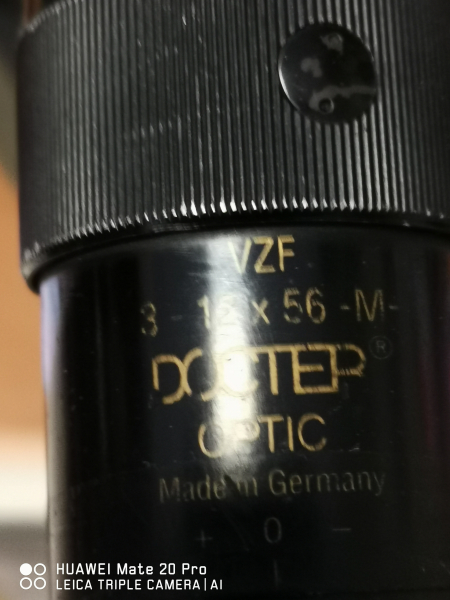 VZF
3 - 12 x 56 -M-
DOCTER®
OPTIC
Made in Germany
+ 0 -
HUAWEI Mate 20 Pro
LEICA TRIPLE CAMERA | AI